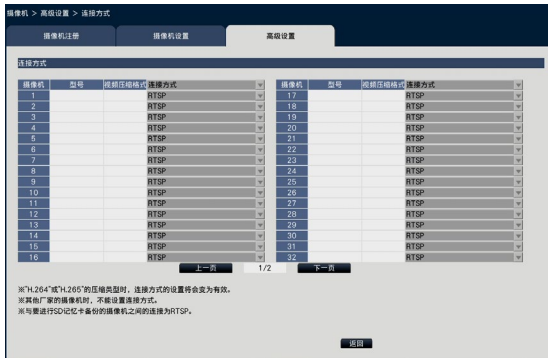 摄像机 > 高级设置 > 连接方式
摄像机注册 摄像机设置 高级设置
连接方式
摄像机 型号 视频压缩格式 连接方式 摄像机 型号 视频压缩格式 连接方式
1 RTSP 17 RTSP
2 RTSP 18 RTSP
3 RTSP 19 RTSP
4 RTSP 20 RTSP
5 RTSP 21 RTSP
6 RTSP 22 RTSP
7 RTSP 23 RTSP
8 RTSP 24 RTSP
9 RTSP 25 RTSP
10 RTSP 26 RTSP
11 RTSP 27 RTSP
12 RTSP 28 RTSP
13 RTSP 29 RTSP
14 RTSP 30 RTSP
15 RTSP 31 RTSP
16 RTSP 32 RTSP
上一页 1/2 下一页
※"H.264"或"H.265"的压缩类型时，连接方式的设置将会变为有效。
※其他厂家的摄像机时，不能设置连接方式。
※与要进行SD记忆卡备份的摄像机之间的连接为RTSP。
返回